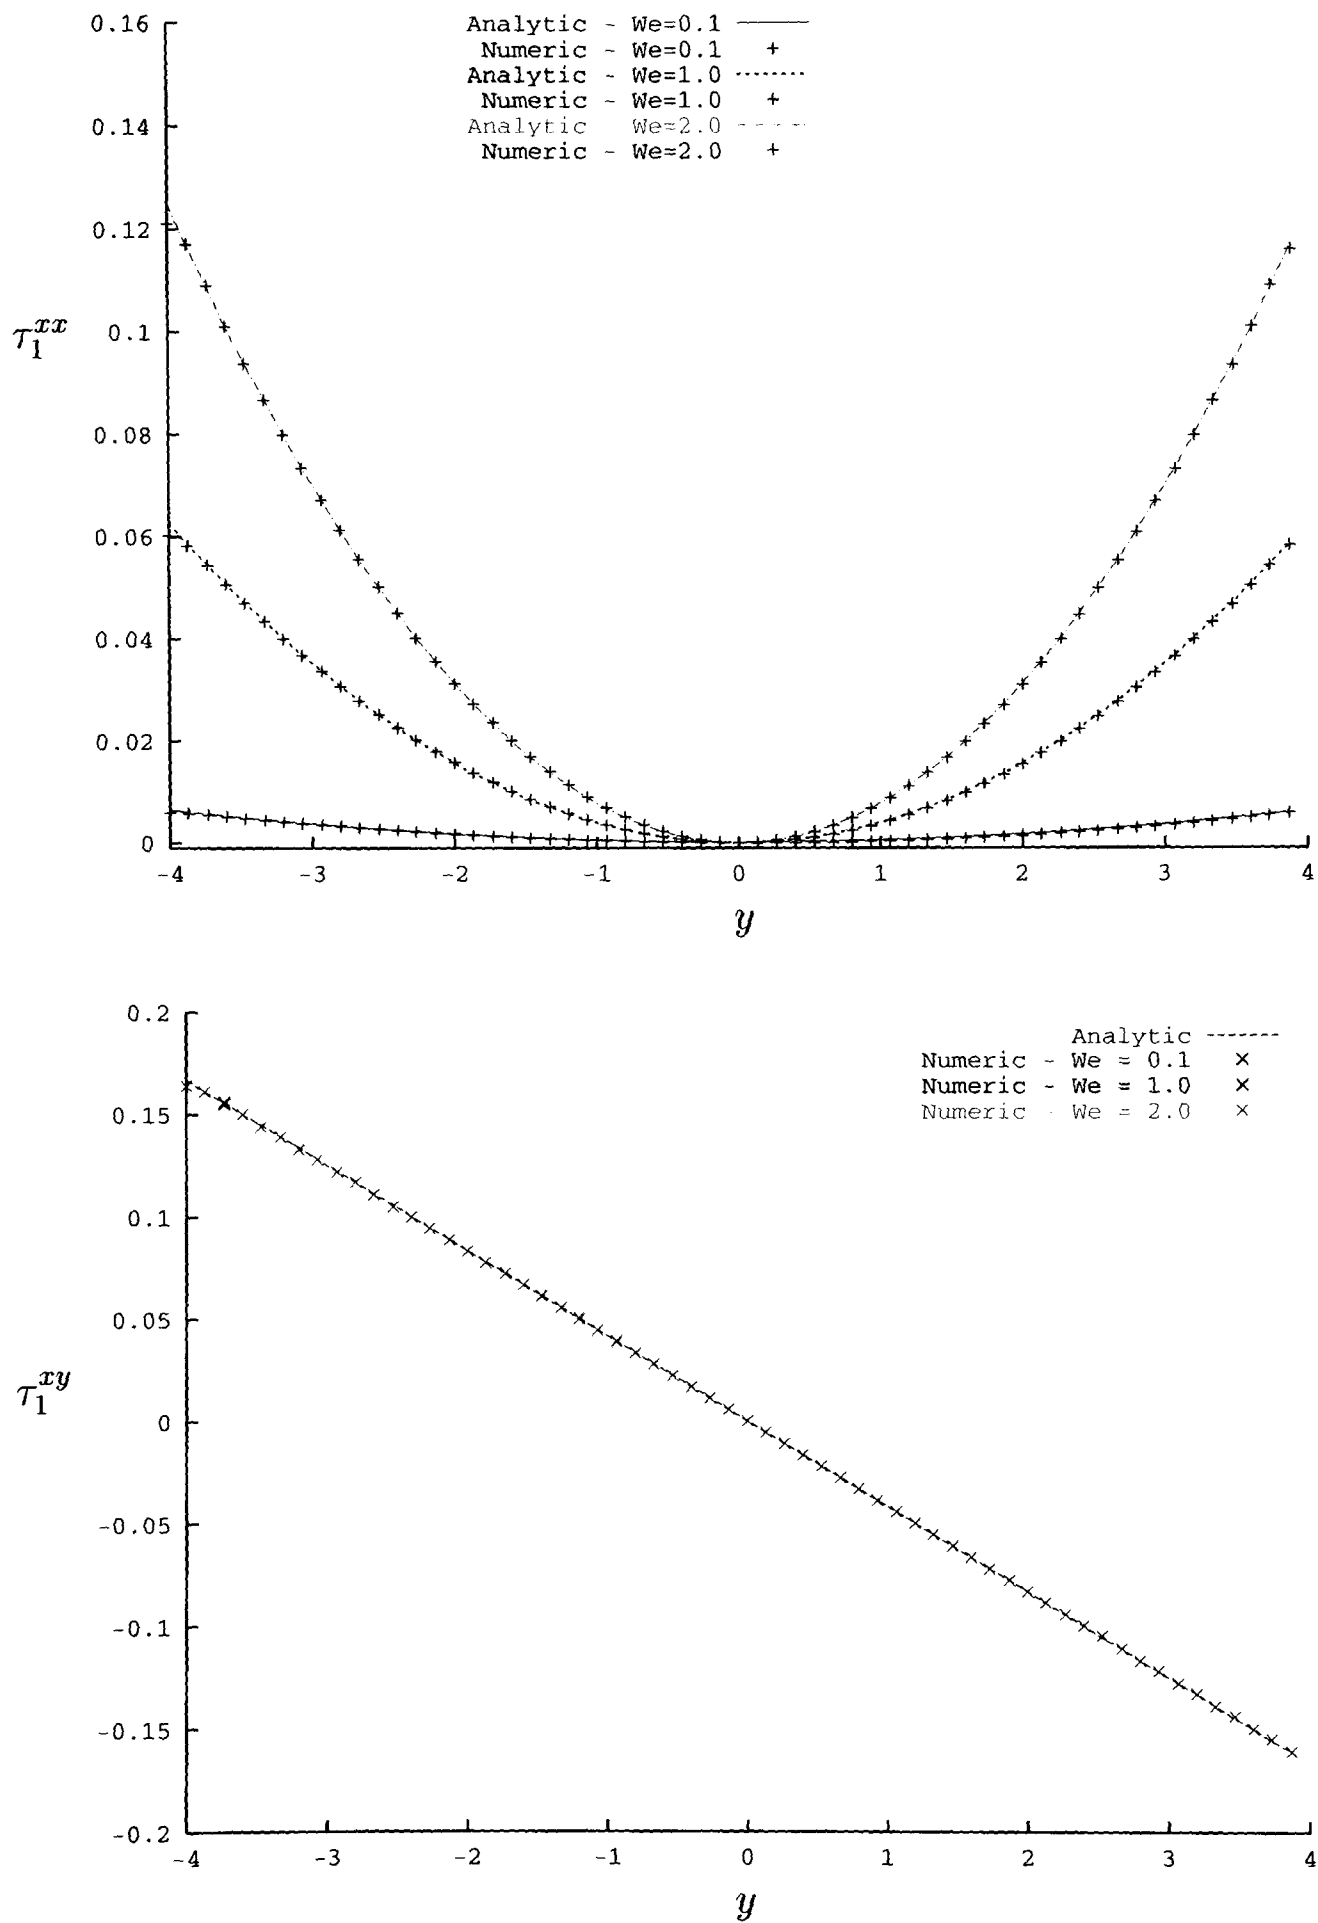 0.16
Analytic - We=0.1
Numeric - We=0.1
Analytic - We=1.0
Numeric - We=1.0
0.14
Analytic We=2.0
Numeric - We=2.0
0.12
τ₁ˣˣ
0.1
0.08
0.06
0.04
0.02
0
-4 -3 -2 -1 0 1 2 3 4
y
0.2
Analytic
Numeric - We = 0.1
Numeric - We = 1.0
Numeric - We = 2.0
0.15
0.1
0.05
τ₁ˣʸ
0
-0.05
-0.1
-0.15
-0.2
-4 -3 -2 -1 0 1 2 3 4
y